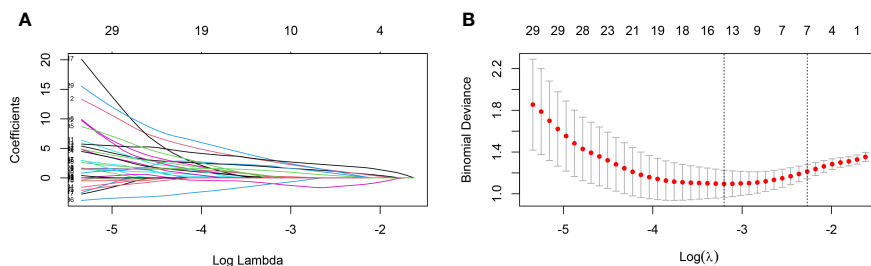 A
29 19 10 4
Coefficients
20
15
10
5
0
-5 -4 -3 -2
Log Lambda
B
29 29 28 23 21 19 18 16 13 9 7 7 4 1
Binomial Deviance
2.2
1.8
1.4
1.0
-5 -4 -3 -2
Log(λ)